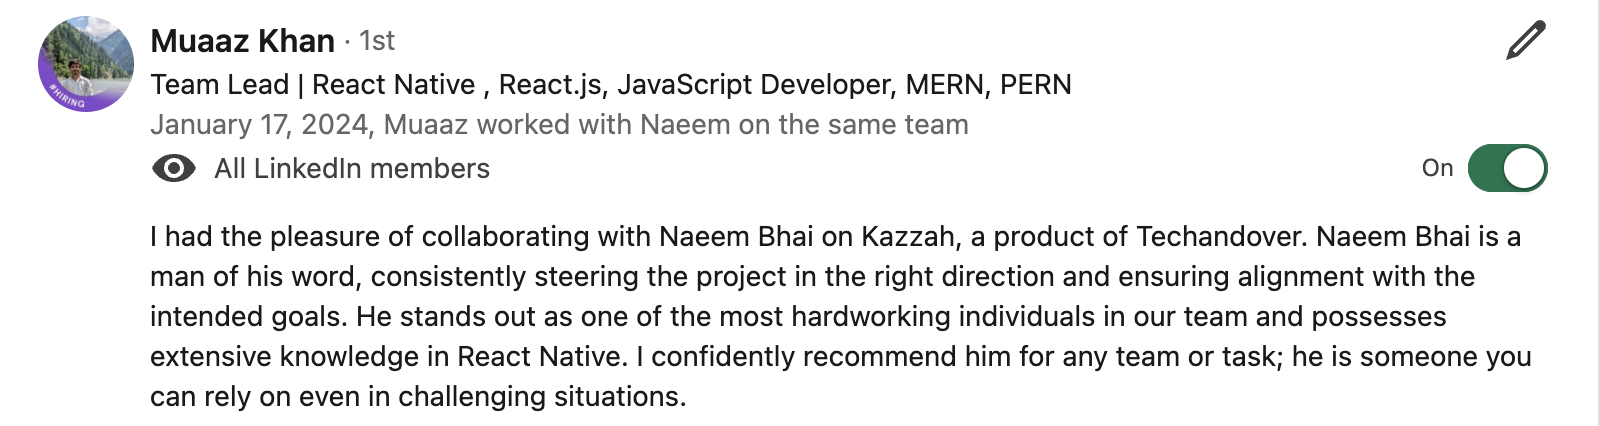 Muaaz Khan · 1st
Team Lead | React Native , React.js, JavaScript Developer, MERN, PERN
January 17, 2024, Muaaz worked with Naeem on the same team
All LinkedIn members
On
I had the pleasure of collaborating with Naeem Bhai on Kazzah, a product of Techandover. Naeem Bhai is a
man of his word, consistently steering the project in the right direction and ensuring alignment with the
intended goals. He stands out as one of the most hardworking individuals in our team and possesses
extensive knowledge in React Native. I confidently recommend him for any team or task; he is someone you
can rely on even in challenging situations.
#HIRING